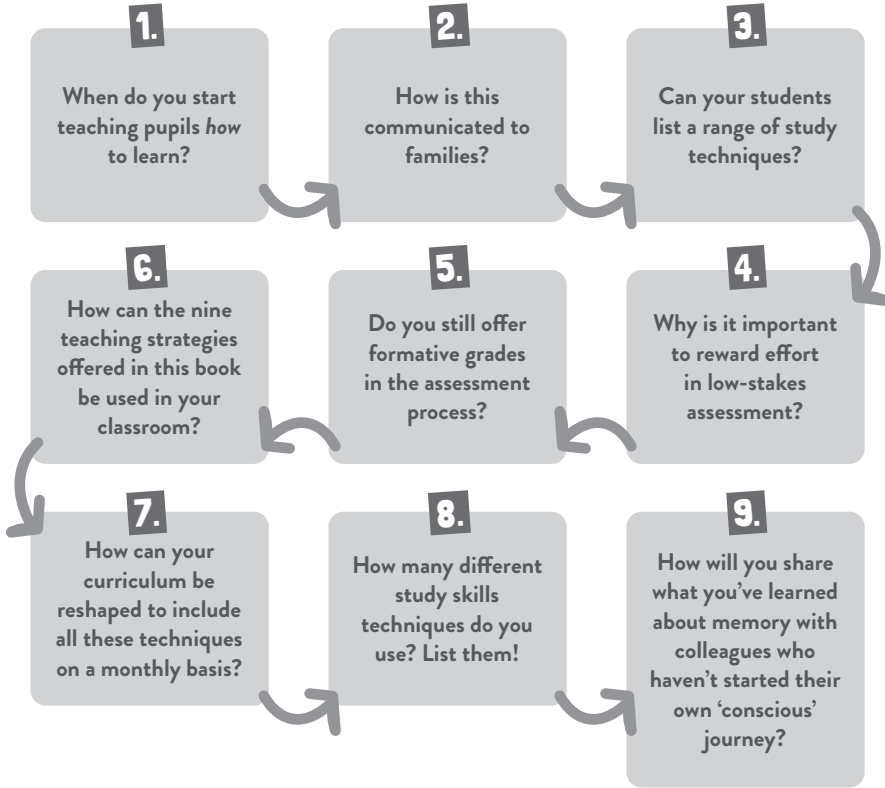 1.
When do you start
teaching pupils how
to learn?
2.
How is this
communicated to
families?
3.
Can your students
list a range of study
techniques?
4.
Why is it important
to reward effort
in low-stakes
assessment?
5.
Do you still offer
formative grades
in the assessment
process?
6.
How can the nine
teaching strategies
offered in this book
be used in your
classroom?
7.
How can your
curriculum be
reshaped to include
all these techniques
on a monthly basis?
8.
How many different
study skills
techniques do you
use? List them!
9.
How will you share
what you’ve learned
about memory with
colleagues who
haven’t started their
own ‘conscious’
journey?